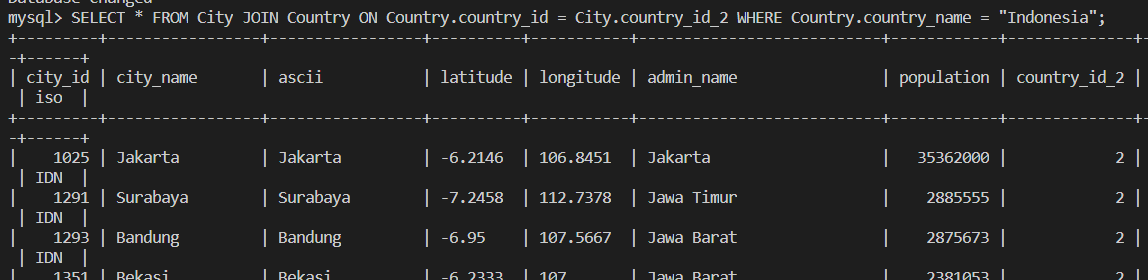 Database changed
mysql> SELECT * FROM City JOIN Country ON Country.country_id = City.country_id_2 WHERE Country.country_name = "Indonesia";
+---------+-----------------+-----------------+----------+-----------+---------------------------+------------+--------------+-
-+------+
| city_id | city_name       | ascii           | latitude | longitude | admin_name                | population | country_id_2 |
 | iso  |
+---------+-----------------+-----------------+----------+-----------+---------------------------+------------+--------------+-
-+------+
|    1025 | Jakarta         | Jakarta         | -6.2146  | 106.8451  | Jakarta                   |   35362000 |            2 |
 | IDN  |
|    1291 | Surabaya        | Surabaya        | -7.2458  | 112.7378  | Jawa Timur                |    2885555 |            2 |
 | IDN  |
|    1293 | Bandung         | Bandung         | -6.95    | 107.5667  | Jawa Barat                |    2875673 |            2 |
 | IDN  |
|    1351 | Bekasi          | Bekasi          | -6.2333  | 107       | Jawa Barat                |    2381053 |            2 |